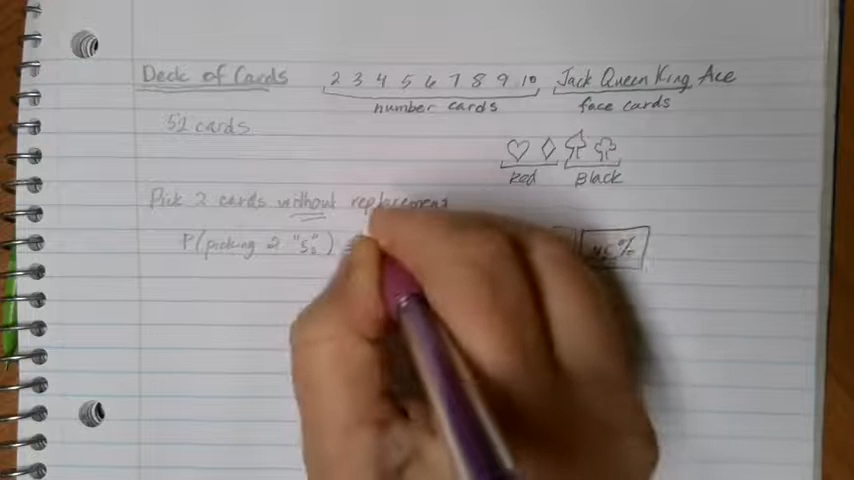 Deck of Cards 2 3 4 5 6 7 8 9 10 Jack Queen King Ace
number cards face cards
52 cards
Red Black
Pick 2 cards without replacement
P(picking 2 "5s") =